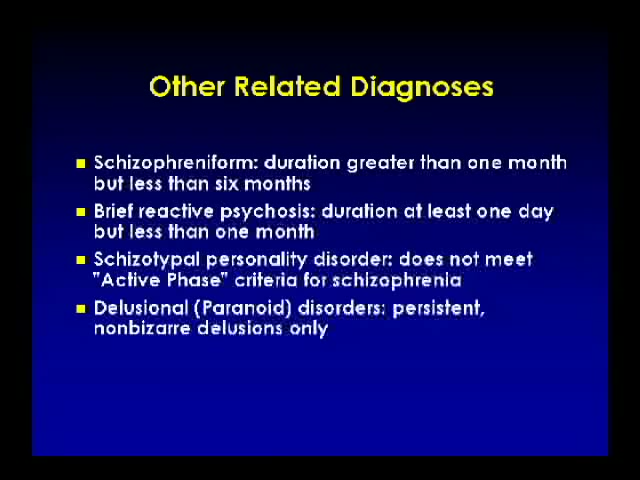 Other Related Diagnoses
Schizophreniform: duration greater than one month
but less than six months
Brief reactive psychosis: duration at least one day
but less than one month
Schizotypal personality disorder: does not meet
"Active Phase" criteria for schizophrenia
Delusional (Paranoid) disorders: persistent,
nonbizarre delusions only